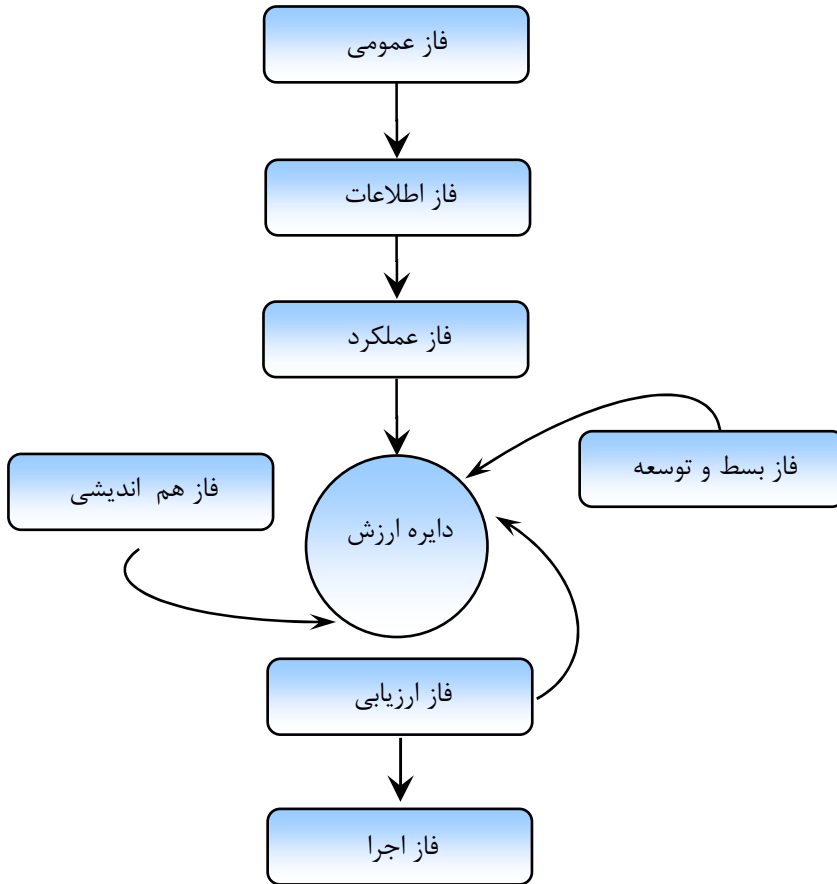 فاز عمومی
فاز اطلاعات
فاز عملکرد
فاز بسط و توسعه
فاز هم اندیشی
دایره ارزش
فاز ارزیابی
فاز اجرا